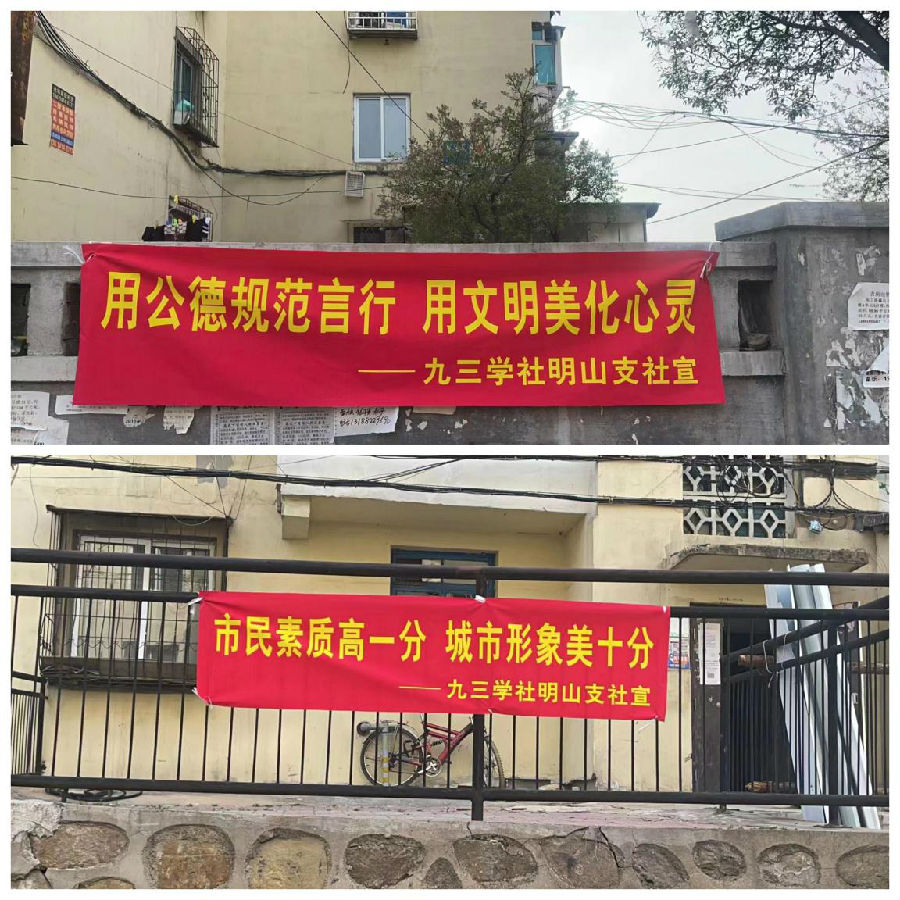 用公德规范言行 用文明美化心灵
——九三学社明山支社宣
市民素质高一分 城市形象美十分
——九三学社明山支社宣